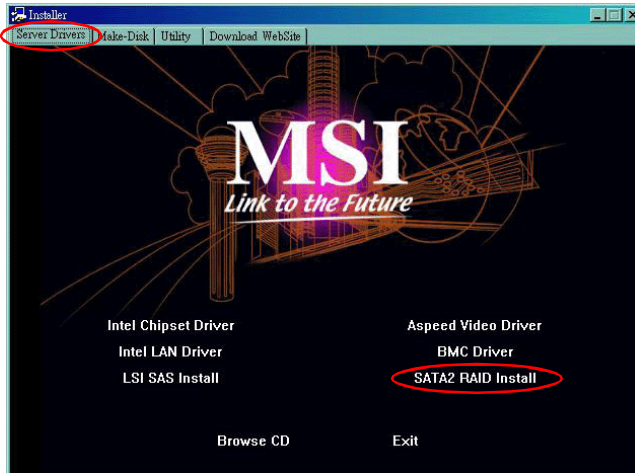 Installer
Server Drivers Make-Disk Utility Download WebSite
MSI
Link to the Future
Intel Chipset Driver Aspeed Video Driver
Intel LAN Driver BMC Driver
LSI SAS Install SATA2 RAID Install
Browse CD Exit